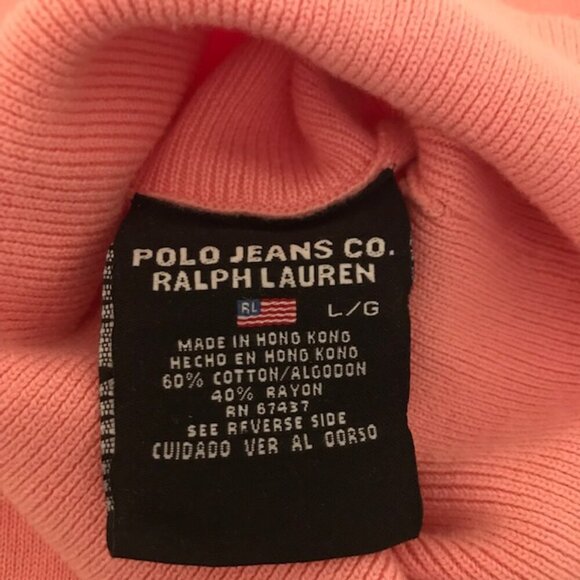 POLO JEANS CO.
RALPH LAUREN
RL L/G
MADE IN HONG KONG
HECHO EN HONG KONG
60% COTTON/ALGODON
40% RAYON
RN 67437
SEE REVERSE SIDE
CUIDADO VER AL DORSO